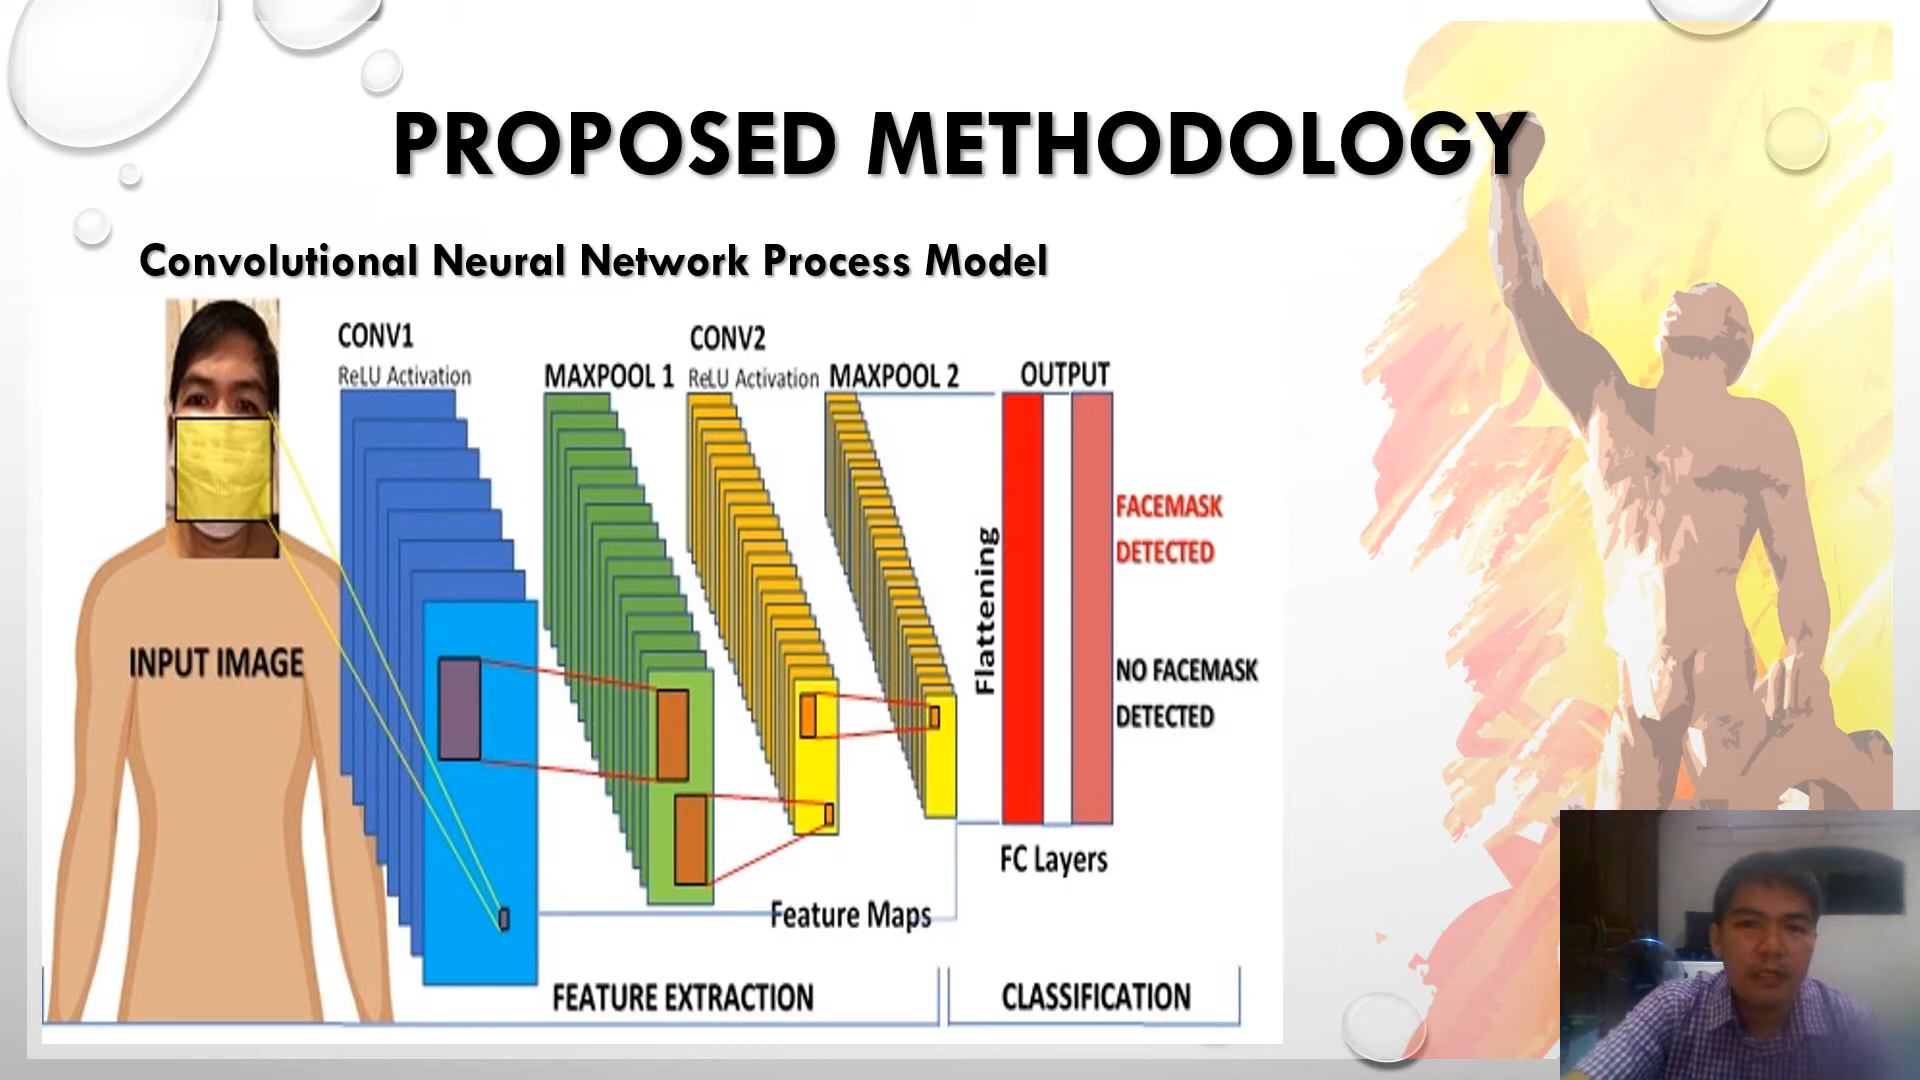 PROPOSED METHODOLOGY
Convolutional Neural Network Process Model
CONV1
ReLU Activation
MAXPOOL 1
CONV2
ReLU Activation
MAXPOOL 2
OUTPUT
INPUT IMAGE
Flattening
FACEMASK
DETECTED
NO FACEMASK
DETECTED
FC Layers
Feature Maps
FEATURE EXTRACTION
CLASSIFICATION